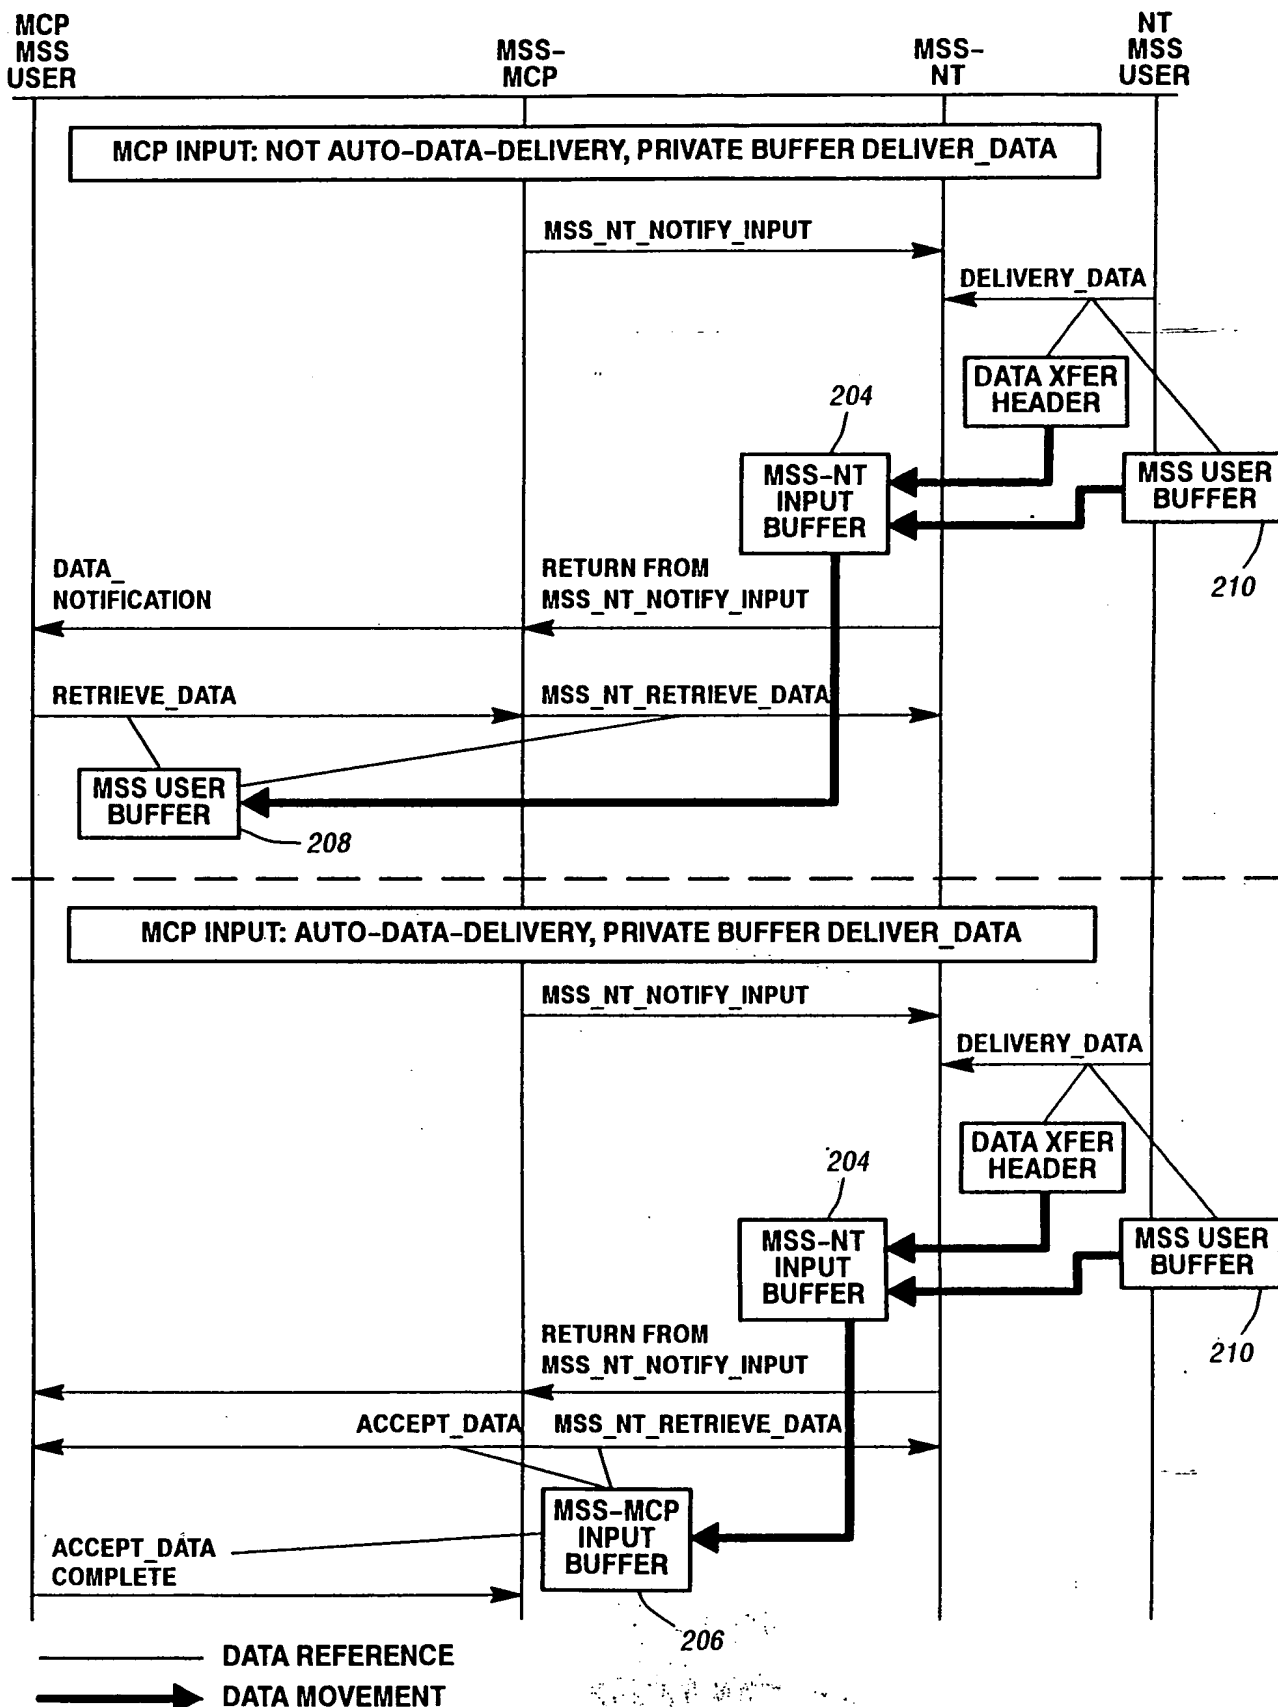 MCP
MSS
USER
MSS-
MCP
MSS-
NT
NT
MSS
USER
MCP INPUT: NOT AUTO-DATA-DELIVERY, PRIVATE BUFFER DELIVER_DATA
MSS_NT_NOTIFY_INPUT
DELIVERY_DATA
DATA XFER
HEADER
204
MSS-NT
INPUT
BUFFER
MSS USER
BUFFER
210
DATA_
NOTIFICATION
RETURN FROM
MSS_NT_NOTIFY_INPUT
RETRIEVE_DATA
MSS_NT_RETRIEVE_DATA
MSS USER
BUFFER
208
MCP INPUT: AUTO-DATA-DELIVERY, PRIVATE BUFFER DELIVER_DATA
MSS_NT_NOTIFY_INPUT
DELIVERY_DATA
DATA XFER
HEADER
204
MSS-NT
INPUT
BUFFER
MSS USER
BUFFER
210
RETURN FROM
MSS_NT_NOTIFY_INPUT
ACCEPT_DATA
MSS_NT_RETRIEVE_DATA
MSS-MCP
INPUT
BUFFER
ACCEPT_DATA
COMPLETE
206
DATA REFERENCE
DATA MOVEMENT